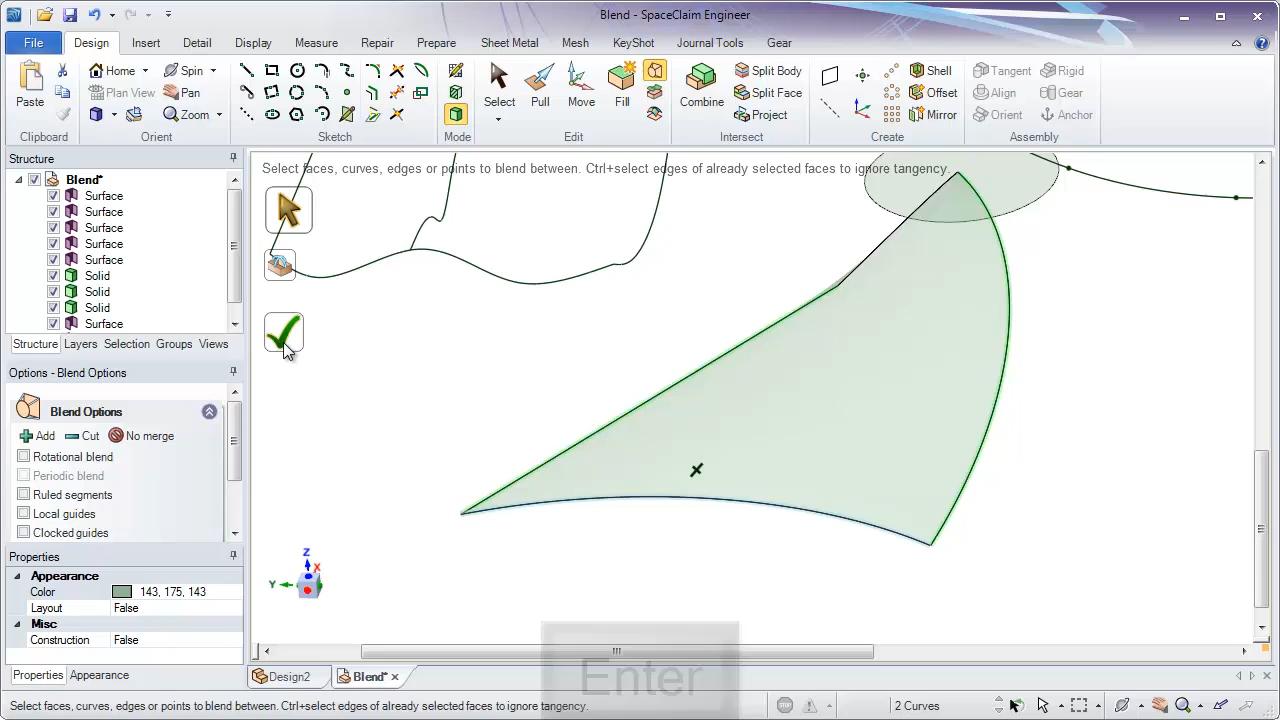 Blend - SpaceClaim Engineer
File Design Insert Detail Display Measure Repair Prepare Sheet Metal Mesh KeyShot Journal Tools Gear
Home Spin Select Pull Move Fill Combine Split Body Shell Tangent Rigid
Paste Plan View Pan Split Face Offset Align Gear
Zoom Project Mirror Orient Anchor
Clipboard Orient Sketch Mode Edit Intersect Create Assembly
Structure
Blend*
Surface
Surface
Surface
Surface
Surface
Solid
Solid
Solid
Surface
Structure Layers Selection Groups Views
Options - Blend Options
Blend Options
Add Cut No merge
Rotational blend
Periodic blend
Ruled segments
Local guides
Clocked guides
Properties
Appearance
Color 143, 175, 143
Layout False
Misc
Construction False
Properties Appearance
Select faces, curves, edges or points to blend between. Ctrl+select edges of already selected faces to ignore tangency.
Z
X
Y
Enter
Design2 Blend*
Select faces, curves, edges or points to blend between. Ctrl+select edges of already selected faces to ignore tangency.
2 Curves